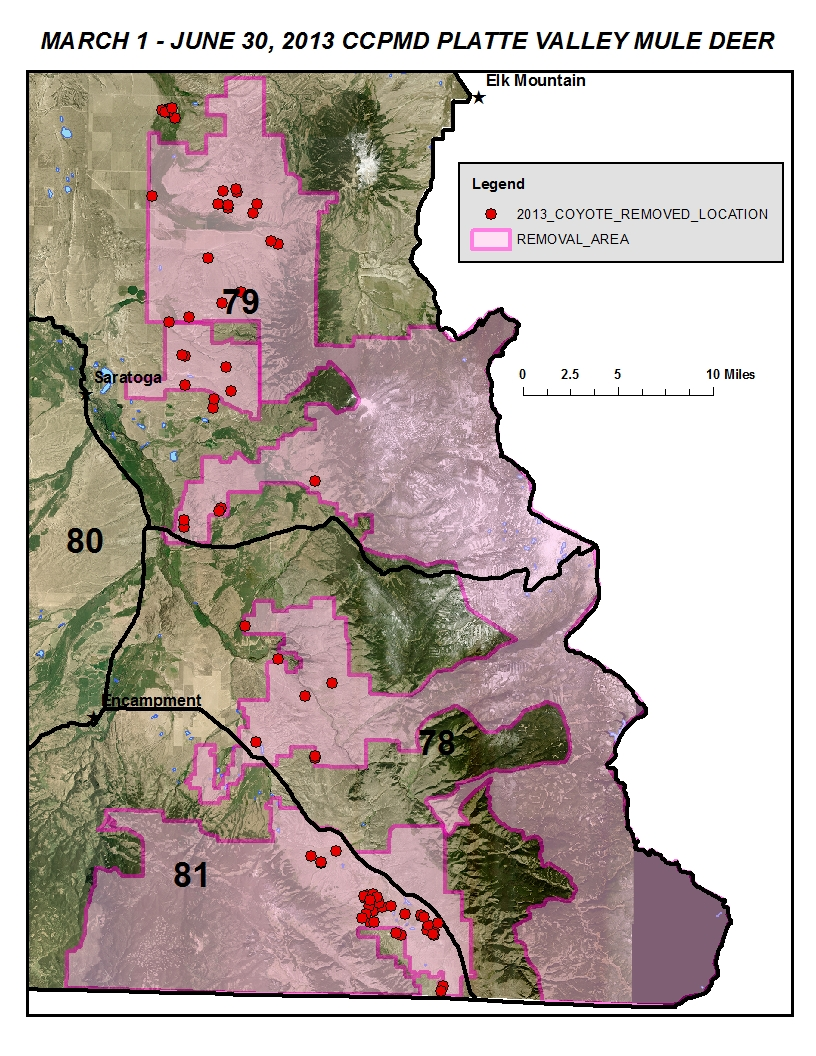 MARCH 1 - JUNE 30, 2013 CCPMD PLATTE VALLEY MULE DEER
Elk Mountain
Legend
2013_COYOTE_REMOVED_LOCATION
REMOVAL_AREA
79
0 2.5 5 10 Miles
Saratoga
80
Encampment
78
81